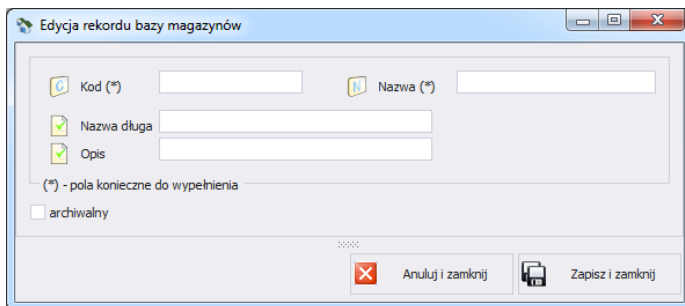 Edycja rekordu bazy magazynów
Kod (*) Nazwa (*)
Nazwa długa
Opis
(*) - pola konieczne do wypełnienia
archiwalny
Anuluj i zamknij Zapisz i zamknij